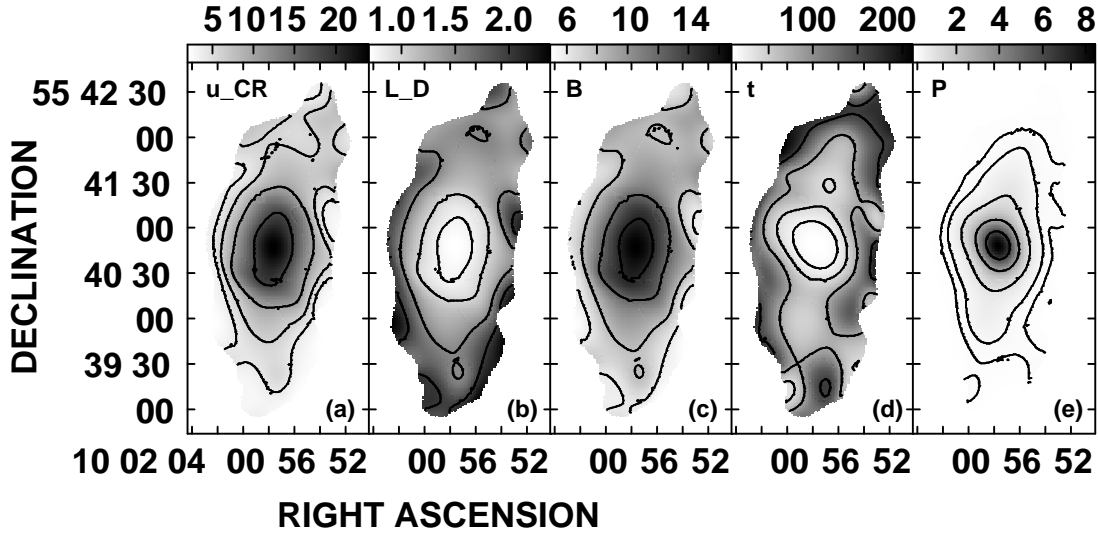 5 10 15 20 1.0 1.5 2.0 6 10 14 100 200 2 4 6 8
u_CR L_D B t P
55 42 30
00
41 30
00
40 30
00
39 30
00
DECLINATION
(a) (b) (c) (d) (e)
10 02 04 00 56 52 00 56 52 00 56 52 00 56 52 00 56 52
RIGHT ASCENSION